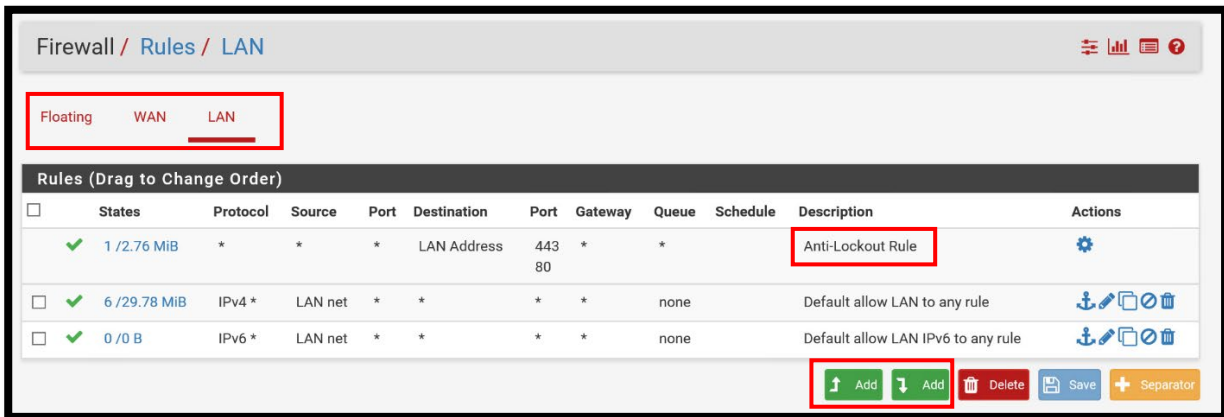 Firewall / Rules / LAN
Floating WAN LAN
Rules (Drag to Change Order)
States Protocol Source Port Destination Port Gateway Queue Schedule Description Actions
1 /2.76 MiB * * * LAN Address 443 * * Anti-Lockout Rule
80
6 /29.78 MiB IPv4 * LAN net * * * * none Default allow LAN to any rule
0 /0 B IPv6 * LAN net * * * * none Default allow LAN IPv6 to any rule
Add Add Delete Save Separator